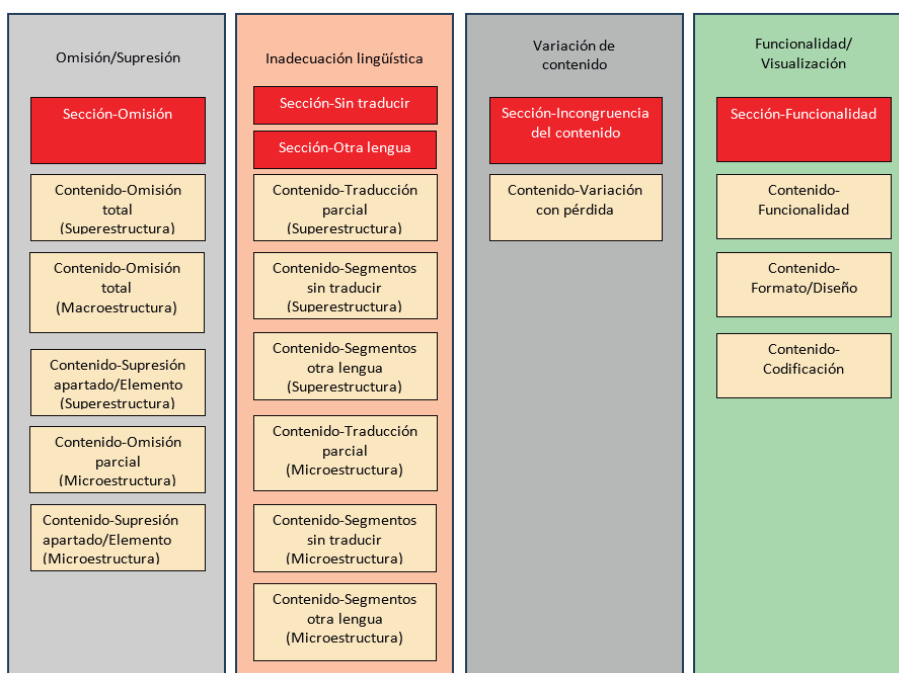 Omisión/Supresión
Sección-Omisión
Contenido-Omisión
total
(Superestructura)
Contenido-Omisión
total
(Macroestructura)
Contenido-Supresión
apartado/Elemento
(Superestructura)
Contenido-Omisión
parcial
(Microestructura)
Contenido-Supresión
apartado/Elemento
(Microestructura)
Inadecuación lingüística
Sección-Sin traducir
Sección-Otra lengua
Contenido-Traducción
parcial
(Superestructura)
Contenido-Segmentos
sin traducir
(Superestructura)
Contenido-Segmentos
otra lengua
(Superestructura)
Contenido-Traducción
parcial
(Microestructura)
Contenido-Segmentos
sin traducir
(Microestructura)
Contenido-Segmentos
otra lengua
(Microestructura)
Variación de
contenido
Sección-Incongruencia
del contenido
Contenido-Variación
con pérdida
Funcionalidad/
Visualización
Sección-Funcionalidad
Contenido-
Funcionalidad
Contenido-
Formato/Diseño
Contenido-
Codificación